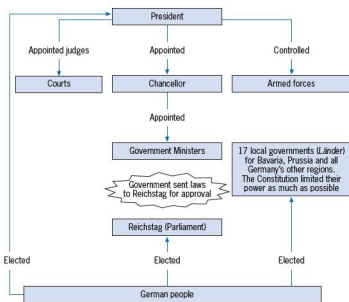 President
Appointed judges
Appointed
Controlled
Courts
Chancellor
Armed forces
Appointed
Government Ministers
17 local governments (Länder)
for Bavaria, Prussia and all
Germany's other regions.
The Constitution limited their
power as much as possible
Government sent laws
to Reichstag for approval
Reichstag (Parliament)
Elected
Elected
Elected
German people